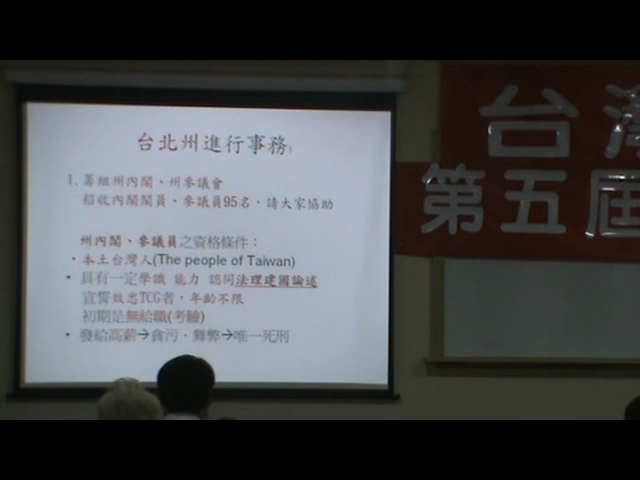 台北州進行事務
1. 籌組州內閣、州參議會
招收內閣閣員、參議員95名，請大家協助
州內閣、參議員之資格條件：
• 本土台灣人(The people of Taiwan)
• 具有一定學識 能力 認同法理建國論述
宣誓效忠TCG者，年齡不限
初期是無給職(考驗)
• 發給高薪→貪污、舞弊→唯一死刑
台灣
第五屆